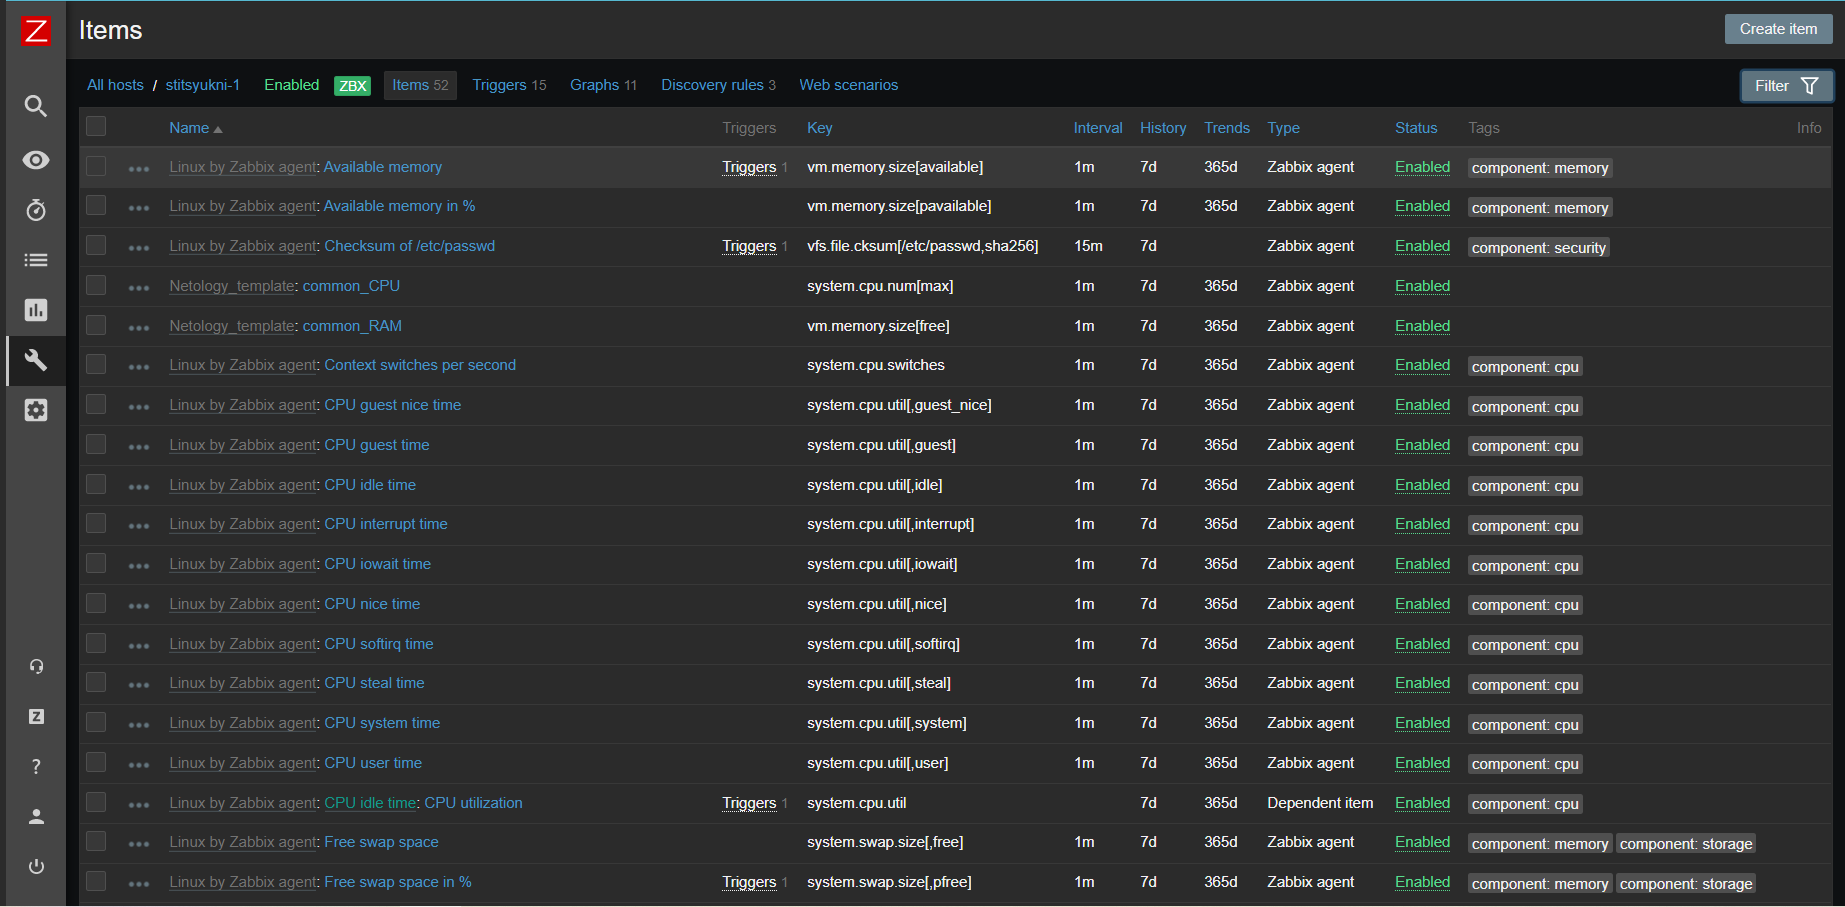 Z Items Create item
All hosts / stitsyukni-1 Enabled ZBX Items 52 Triggers 15 Graphs 11 Discovery rules 3 Web scenarios Filter
Name Triggers Key Interval History Trends Type Status Tags Info
Linux by Zabbix agent: Available memory Triggers 1 vm.memory.size[available] 1m 7d 365d Zabbix agent Enabled component: memory
Linux by Zabbix agent: Available memory in % vm.memory.size[pavailable] 1m 7d 365d Zabbix agent Enabled component: memory
Linux by Zabbix agent: Checksum of /etc/passwd Triggers 1 vfs.file.cksum[/etc/passwd,sha256] 15m 7d Zabbix agent Enabled component: security
Netology_template: common_CPU system.cpu.num[max] 1m 7d 365d Zabbix agent Enabled
Netology_template: common_RAM vm.memory.size[free] 1m 7d 365d Zabbix agent Enabled
Linux by Zabbix agent: Context switches per second system.cpu.switches 1m 7d 365d Zabbix agent Enabled component: cpu
Linux by Zabbix agent: CPU guest nice time system.cpu.util[,guest_nice] 1m 7d 365d Zabbix agent Enabled component: cpu
Linux by Zabbix agent: CPU guest time system.cpu.util[,guest] 1m 7d 365d Zabbix agent Enabled component: cpu
Linux by Zabbix agent: CPU idle time system.cpu.util[,idle] 1m 7d 365d Zabbix agent Enabled component: cpu
Linux by Zabbix agent: CPU interrupt time system.cpu.util[,interrupt] 1m 7d 365d Zabbix agent Enabled component: cpu
Linux by Zabbix agent: CPU iowait time system.cpu.util[,iowait] 1m 7d 365d Zabbix agent Enabled component: cpu
Linux by Zabbix agent: CPU nice time system.cpu.util[,nice] 1m 7d 365d Zabbix agent Enabled component: cpu
Linux by Zabbix agent: CPU softirq time system.cpu.util[,softirq] 1m 7d 365d Zabbix agent Enabled component: cpu
Linux by Zabbix agent: CPU steal time system.cpu.util[,steal] 1m 7d 365d Zabbix agent Enabled component: cpu
Linux by Zabbix agent: CPU system time system.cpu.util[,system] 1m 7d 365d Zabbix agent Enabled component: cpu
Linux by Zabbix agent: CPU user time system.cpu.util[,user] 1m 7d 365d Zabbix agent Enabled component: cpu
Linux by Zabbix agent: CPU idle time: CPU utilization Triggers 1 system.cpu.util 7d 365d Dependent item Enabled component: cpu
Linux by Zabbix agent: Free swap space system.swap.size[,free] 1m 7d 365d Zabbix agent Enabled component: memory component: storage
Linux by Zabbix agent: Free swap space in % Triggers 1 system.swap.size[,pfree] 1m 7d 365d Zabbix agent Enabled component: memory component: storage